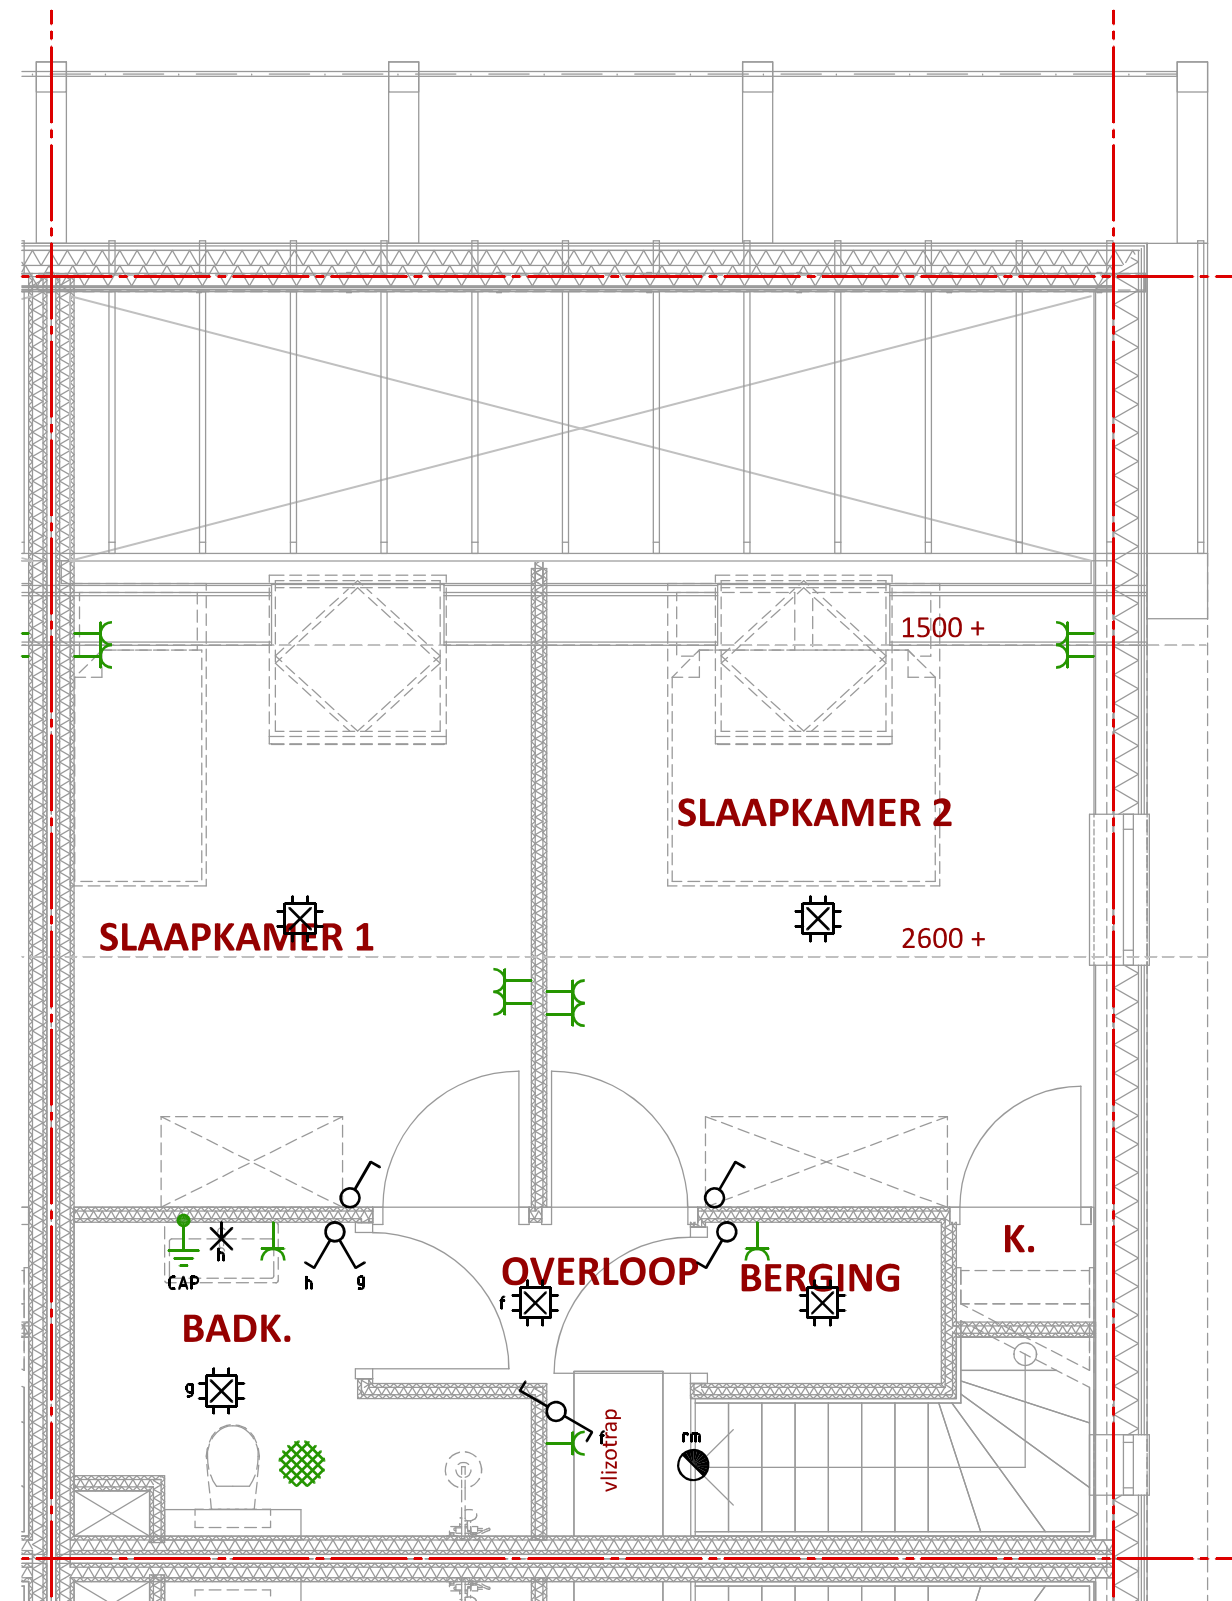 1500 +
SLAAPKAMER 2
SLAAPKAMER 1
2600 +
K.
h
CAP
h
g
OVERLOOP
BERGING
f
BADK.
g
f
vlizotrap
rm